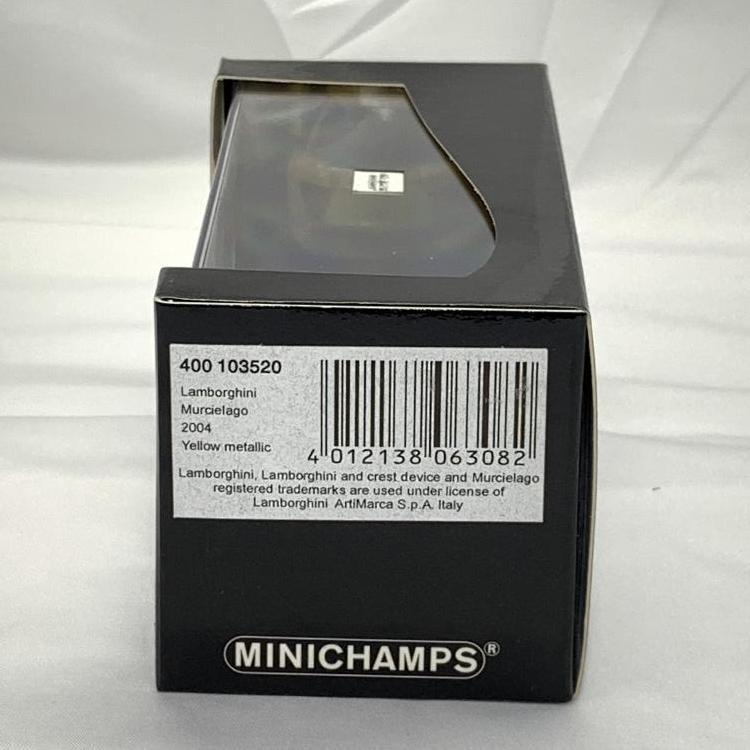 400 103520
Lamborghini
Murcielago
2004
Yellow metallic
4 012138 063082
Lamborghini, Lamborghini and crest device and Murcielago
registered trademarks are used under license of
Lamborghini ArtiMarca S.p.A. Italy
MINICHAMPS®